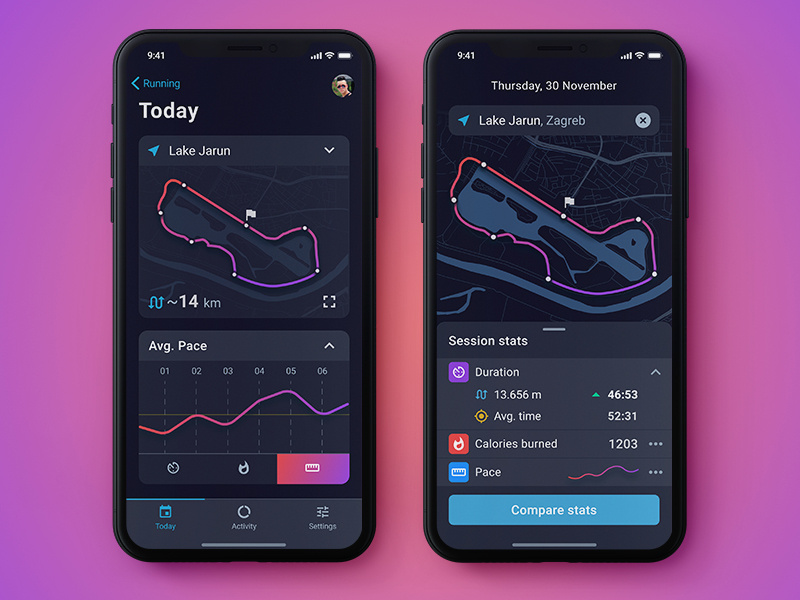 9:41
Running
Today
Lake Jarun
~14 km
Avg. Pace
01 02 03 04 05 06
Today Activity Settings
9:41
Thursday, 30 November
Lake Jarun, Zagreb
Session stats
Duration
13.656 m 46:53
Avg. time 52:31
Calories burned 1203
Pace
Compare stats